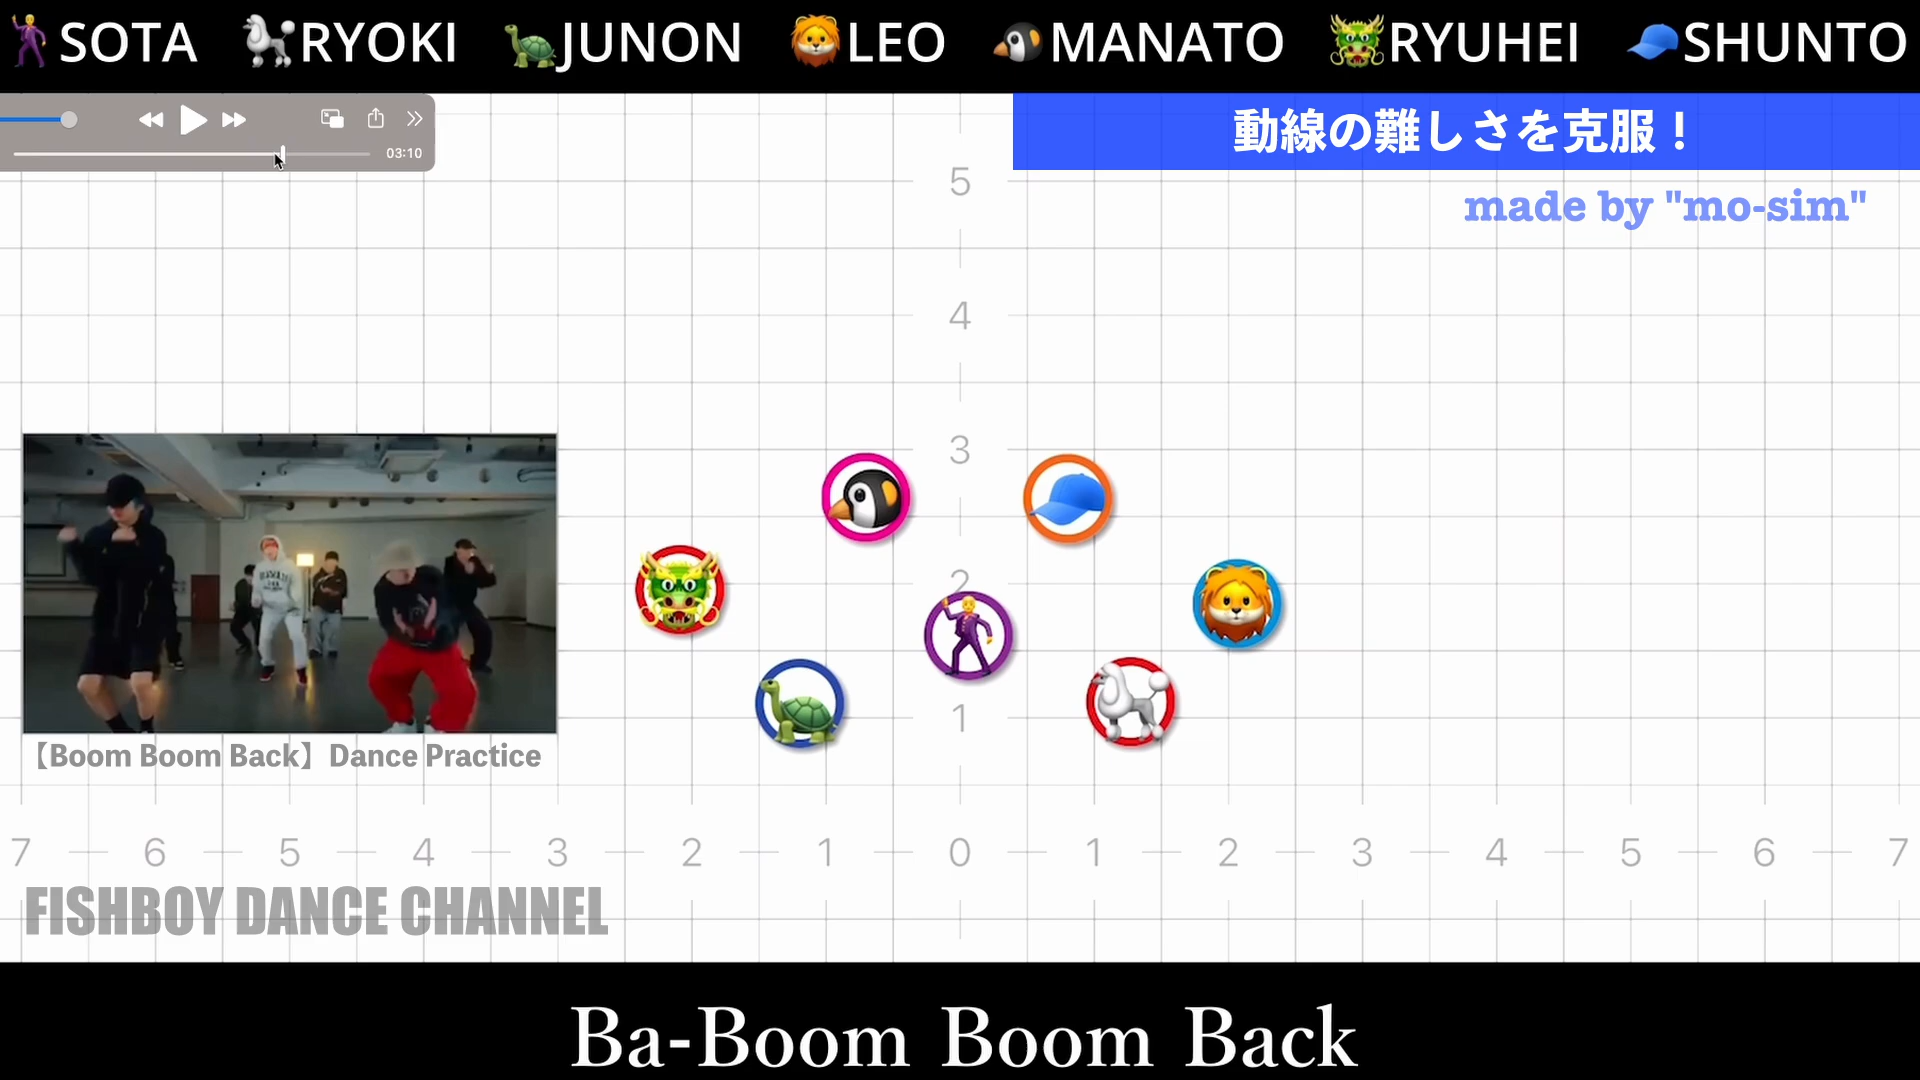 SOTA RYOKI JUNON LEO MANATO RYUHEI SHUNTO
03:10
動線の難しさを克服！
made by "mo-sim"
5
4
3
2
1
【Boom Boom Back】Dance Practice
7 6 5 4 3 2 1 0 1 2 3 4 5 6 7
FISHBOY DANCE CHANNEL
Ba-Boom Boom Back